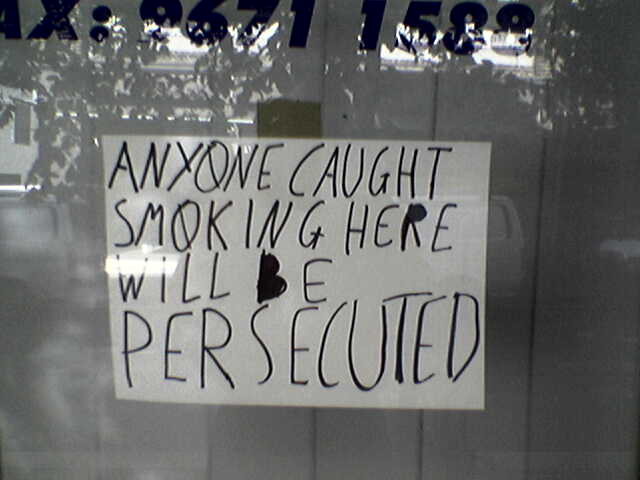 AX: 9671 1588
ANYONE CAUGHT
SMOKING HERE
WILL BE
PERSECUTED